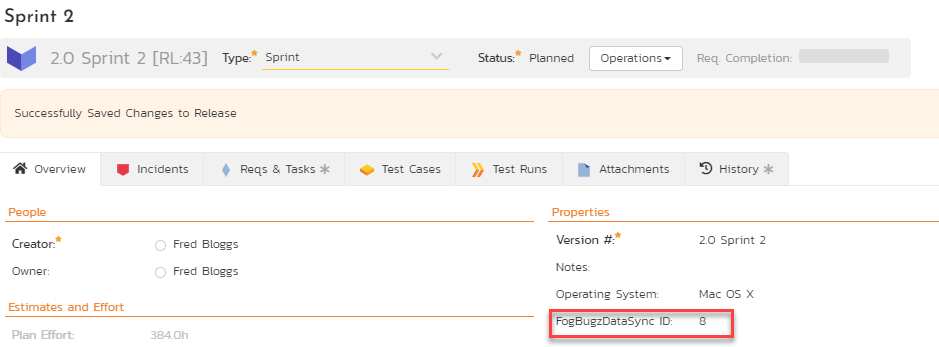 Sprint 2
2.0 Sprint 2 [RL:43] Type:* Sprint Status:* Planned Operations Req. Completion:
Successfully Saved Changes to Release
Overview Incidents Reqs & Tasks * Test Cases Test Runs Attachments History *
People
Creator:* Fred Bloggs
Owner: Fred Bloggs
Estimates and Effort
Plan Effort: 384.0h
Properties
Version #:* 2.0 Sprint 2
Notes:
Operating System: Mac OS X
FogBugzDataSync ID: 8